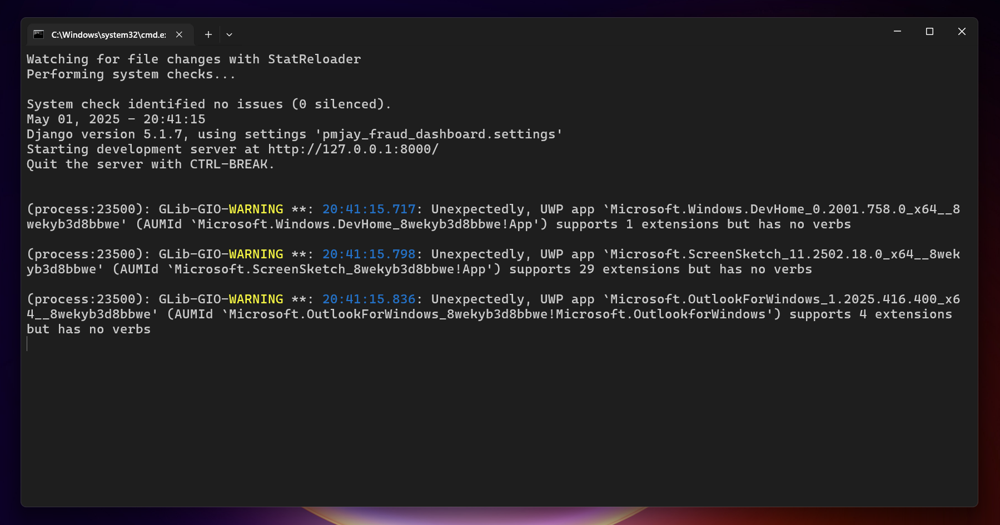 C:\Windows\system32\cmd.e
Watching for file changes with StatReloader
Performing system checks...
System check identified no issues (0 silenced).
May 01, 2025 - 20:41:15
Django version 5.1.7, using settings 'pmjay_fraud_dashboard.settings'
Starting development server at http://127.0.0.1:8000/
Quit the server with CTRL-BREAK.
(process:23500): GLib-GIO-WARNING **: 20:41:15.717: Unexpectedly, UWP app `Microsoft.Windows.DevHome_0.2001.758.0_x64__8
wekyb3d8bbwe' (AUMId `Microsoft.Windows.DevHome_8wekyb3d8bbwe!App') supports 1 extensions but has no verbs
(process:23500): GLib-GIO-WARNING **: 20:41:15.798: Unexpectedly, UWP app `Microsoft.ScreenSketch_11.2502.18.0_x64__8wek
yb3d8bbwe' (AUMId `Microsoft.ScreenSketch_8wekyb3d8bbwe!App') supports 29 extensions but has no verbs
(process:23500): GLib-GIO-WARNING **: 20:41:15.836: Unexpectedly, UWP app `Microsoft.OutlookForWindows_1.2025.416.400_x6
4__8wekyb3d8bbwe' (AUMId `Microsoft.OutlookForWindows_8wekyb3d8bbwe!Microsoft.OutlookforWindows') supports 4 extensions
but has no verbs